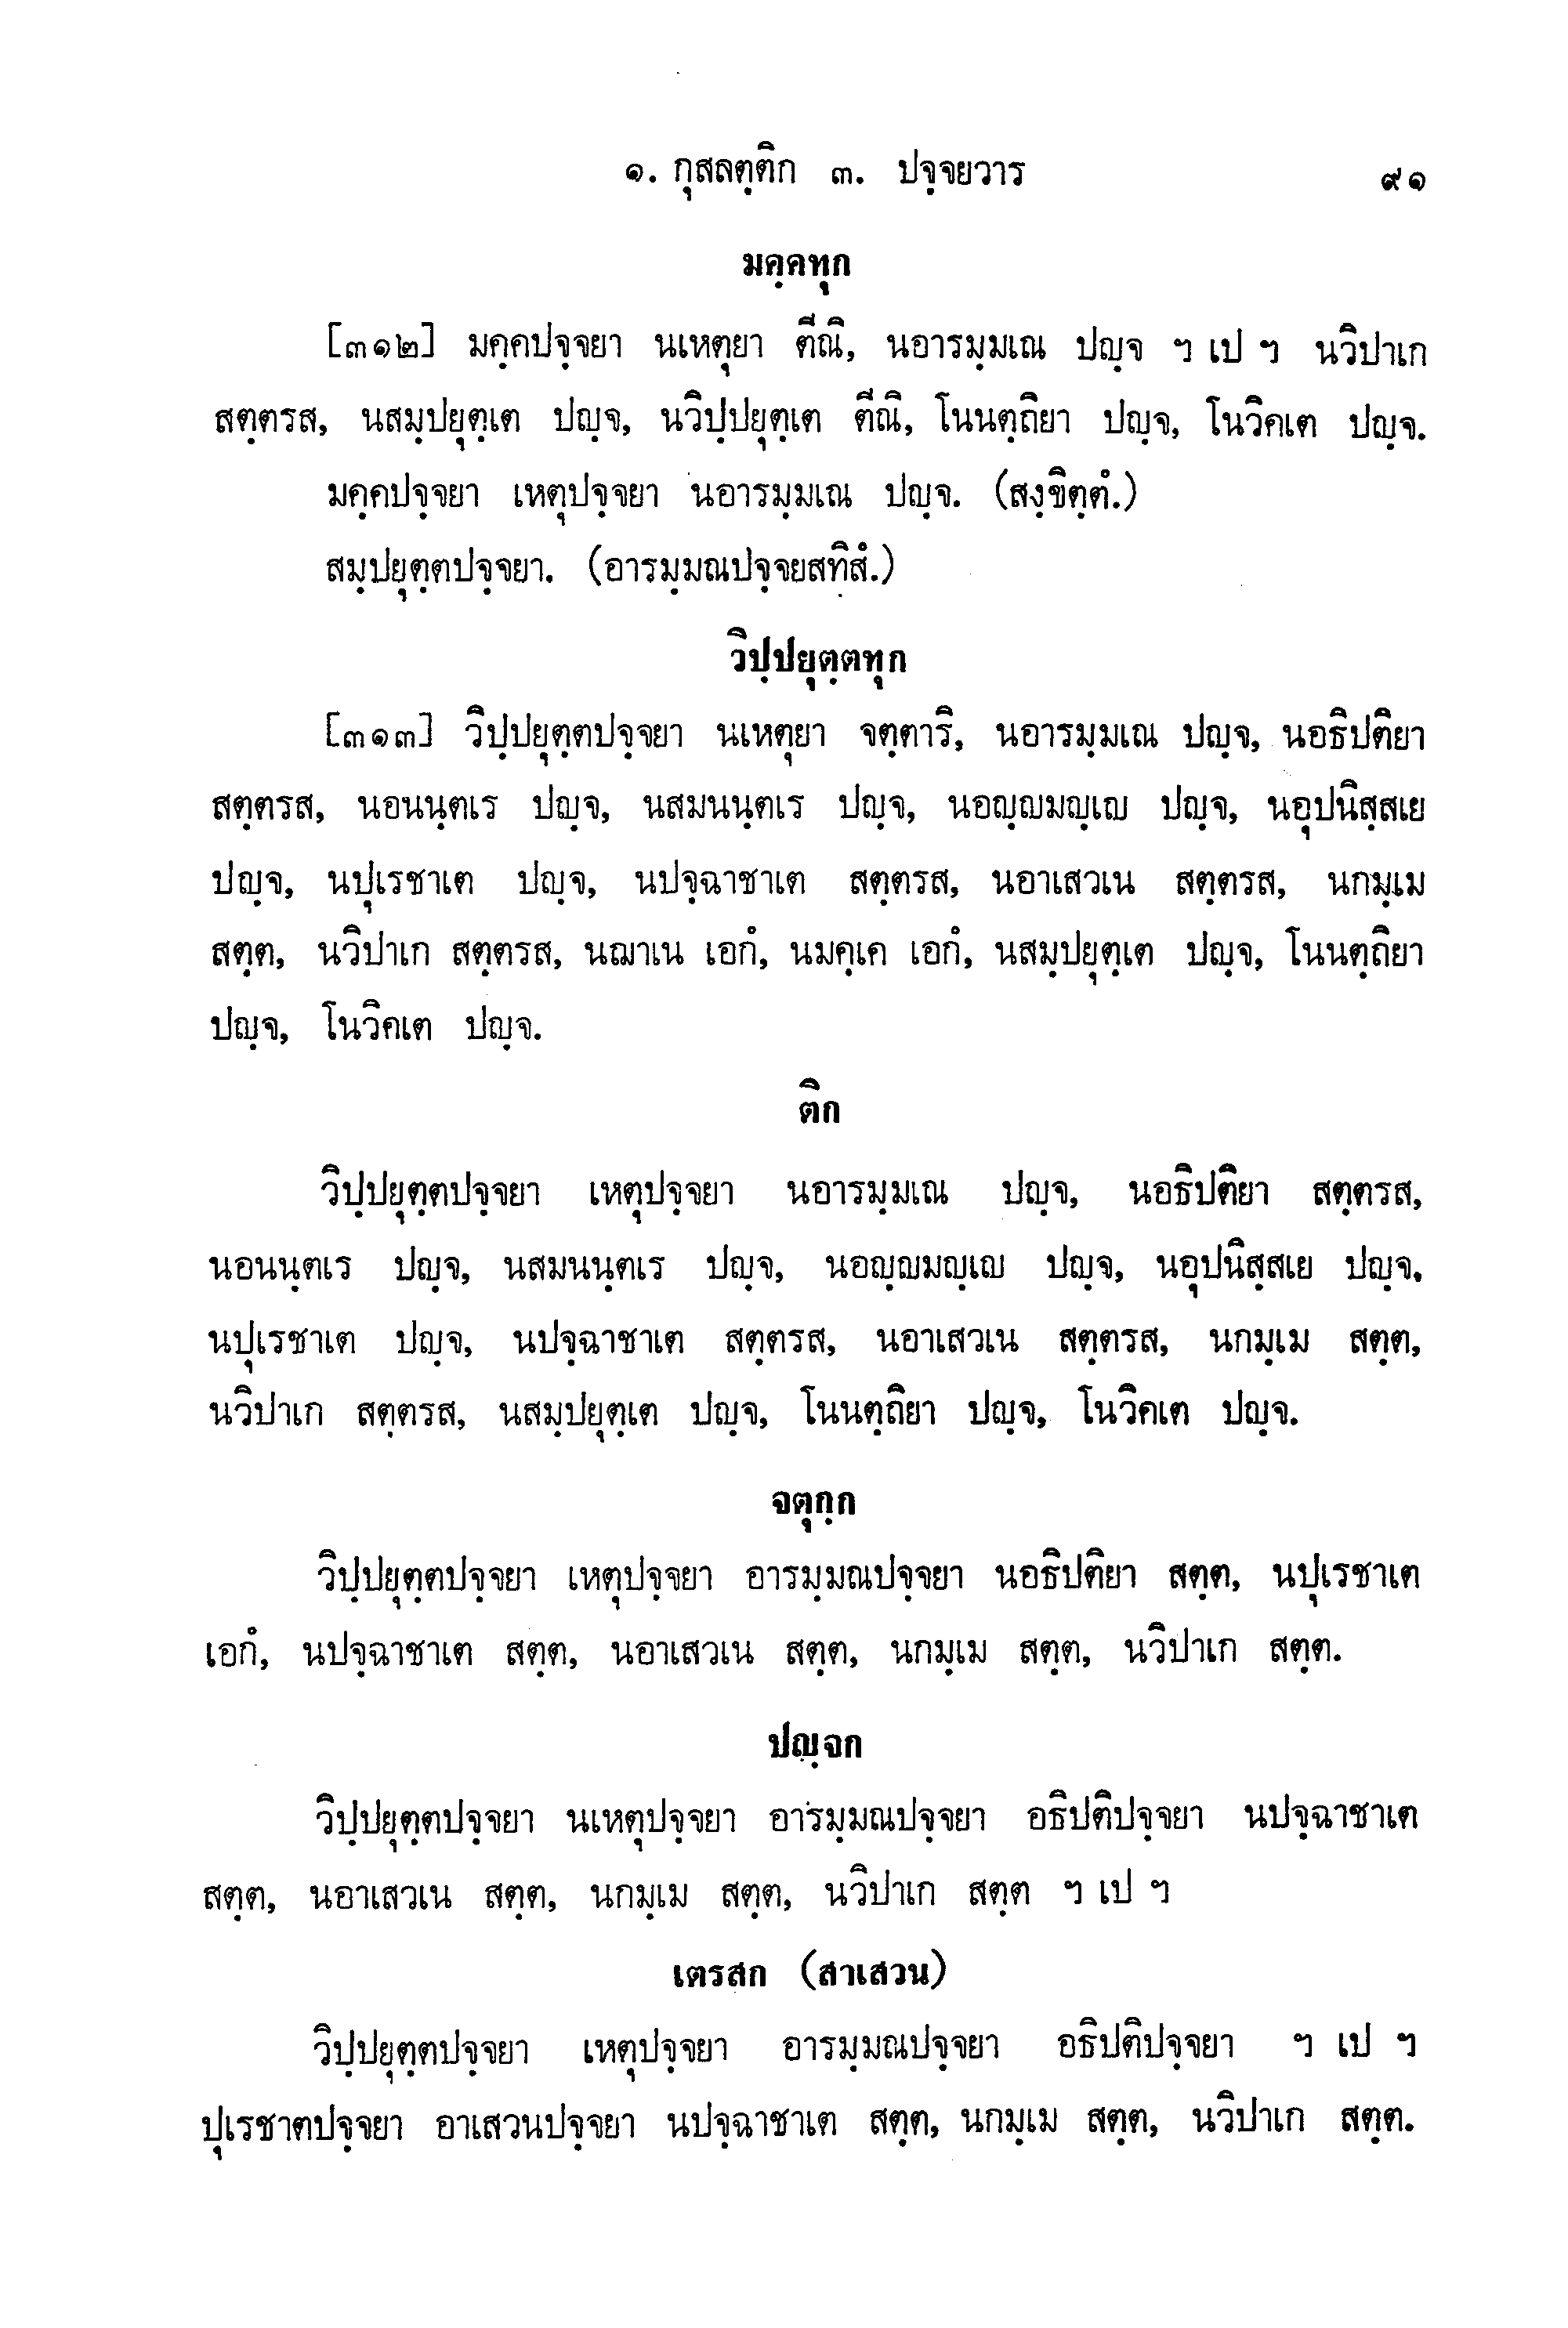 ๑. กุสลตฺติก ๓. ปจฺจยวาร ๙๑
มคฺคทุก
[๓๑๒] มคฺคปจฺจยา นเหตุยา ตีณิ, นอารมฺมเณ ปญฺจ ฯ เป ฯ นวิปาเก
สตฺตรส, นสมฺปยุตฺเต ปญฺจ, นวิปฺปยุตฺเต ตีณิ, โนนตฺถิยา ปญฺจ, โนวิคเต ปญฺจ.
มคฺคปจฺจยา เหตุปจฺจยา นอารมฺมเณ ปญฺจ. (สงฺขิตฺตํ.)
สมฺปยุตฺตปจฺจยา. (อารมฺมณปจฺจยสทิสํ.)
วิปฺปยุตฺตทุก
[๓๑๓] วิปฺปยุตฺตปจฺจยา นเหตุยา จตฺตาริ, นอารมฺมเณ ปญฺจ, นอธิปติยา
สตฺตรส, นอนนฺตเร ปญฺจ, นสมนนฺตเร ปญฺจ, นอญฺญมญฺเญ ปญฺจ, นอุปนิสฺสเย
ปญฺจ, นปุเรชาเต ปญฺจ, นปจฺฉาชาเต สตฺตรส, นอาเสวเน สตฺตรส, นกมฺเม
สตฺต, นวิปาเก สตฺตรส, นฌาเน เอกํ, นมคฺเค เอกํ, นสมฺปยุตฺเต ปญฺจ, โนนตฺถิยา
ปญฺจ, โนวิคเต ปญฺจ.
ติก
วิปฺปยุตฺตปจฺจยา เหตุปจฺจยา นอารมฺมเณ ปญฺจ, นอธิปติยา สตฺตรส,
นอนนฺตเร ปญฺจ, นสมนนฺตเร ปญฺจ, นอญฺญมญฺเญ ปญฺจ, นอุปนิสฺสเย ปญฺจ,
นปุเรชาเต ปญฺจ, นปจฺฉาชาเต สตฺตรส, นอาเสวเน สตฺตรส, นกมฺเม สตฺต,
นวิปาเก สตฺตรส, นสมฺปยุตฺเต ปญฺจ, โนนตฺถิยา ปญฺจ, โนวิคเต ปญฺจ.
จตุกฺก
วิปฺปยุตฺตปจฺจยา เหตุปจฺจยา อารมฺมณปจฺจยา นอธิปติยา สตฺต, นปุเรชาเต
เอกํ, นปจฺฉาชาเต สตฺต, นอาเสวเน สตฺต, นกมฺเม สตฺต, นวิปาเก สตฺต.
ปญฺจก
วิปฺปยุตฺตปจฺจยา นเหตุปจฺจยา อารมฺมณปจฺจยา อธิปติปจฺจยา นปจฺฉาชาเต
สตฺต, นอาเสวเน สตฺต, นกมฺเม สตฺต, นวิปาเก สตฺต ฯ เป ฯ
เตรสก (สาเสวน)
วิปฺปยุตฺตปจฺจยา เหตุปจฺจยา อารมฺมณปจฺจยา อธิปติปจฺจยา ฯ เป ฯ
ปุเรชาตปจฺจยา อาเสวนปจฺจยา นปจฺฉาชาเต สตฺต, นกมฺเม สตฺต, นวิปาเก สตฺต.